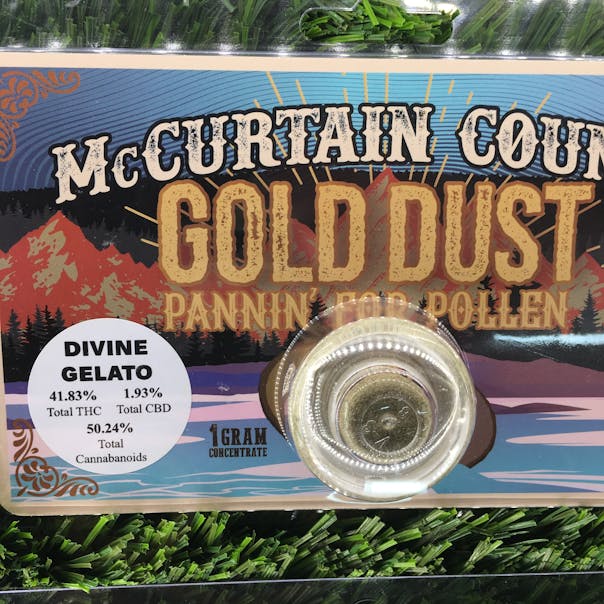 McCURTAIN COUN
GOLD DUST
PANNIN' FOR POLLEN
DIVINE
GELATO
41.83% 1.93%
Total THC Total CBD
50.24%
Total
Cannabanoids
1 GRAM
CONCENTRATE